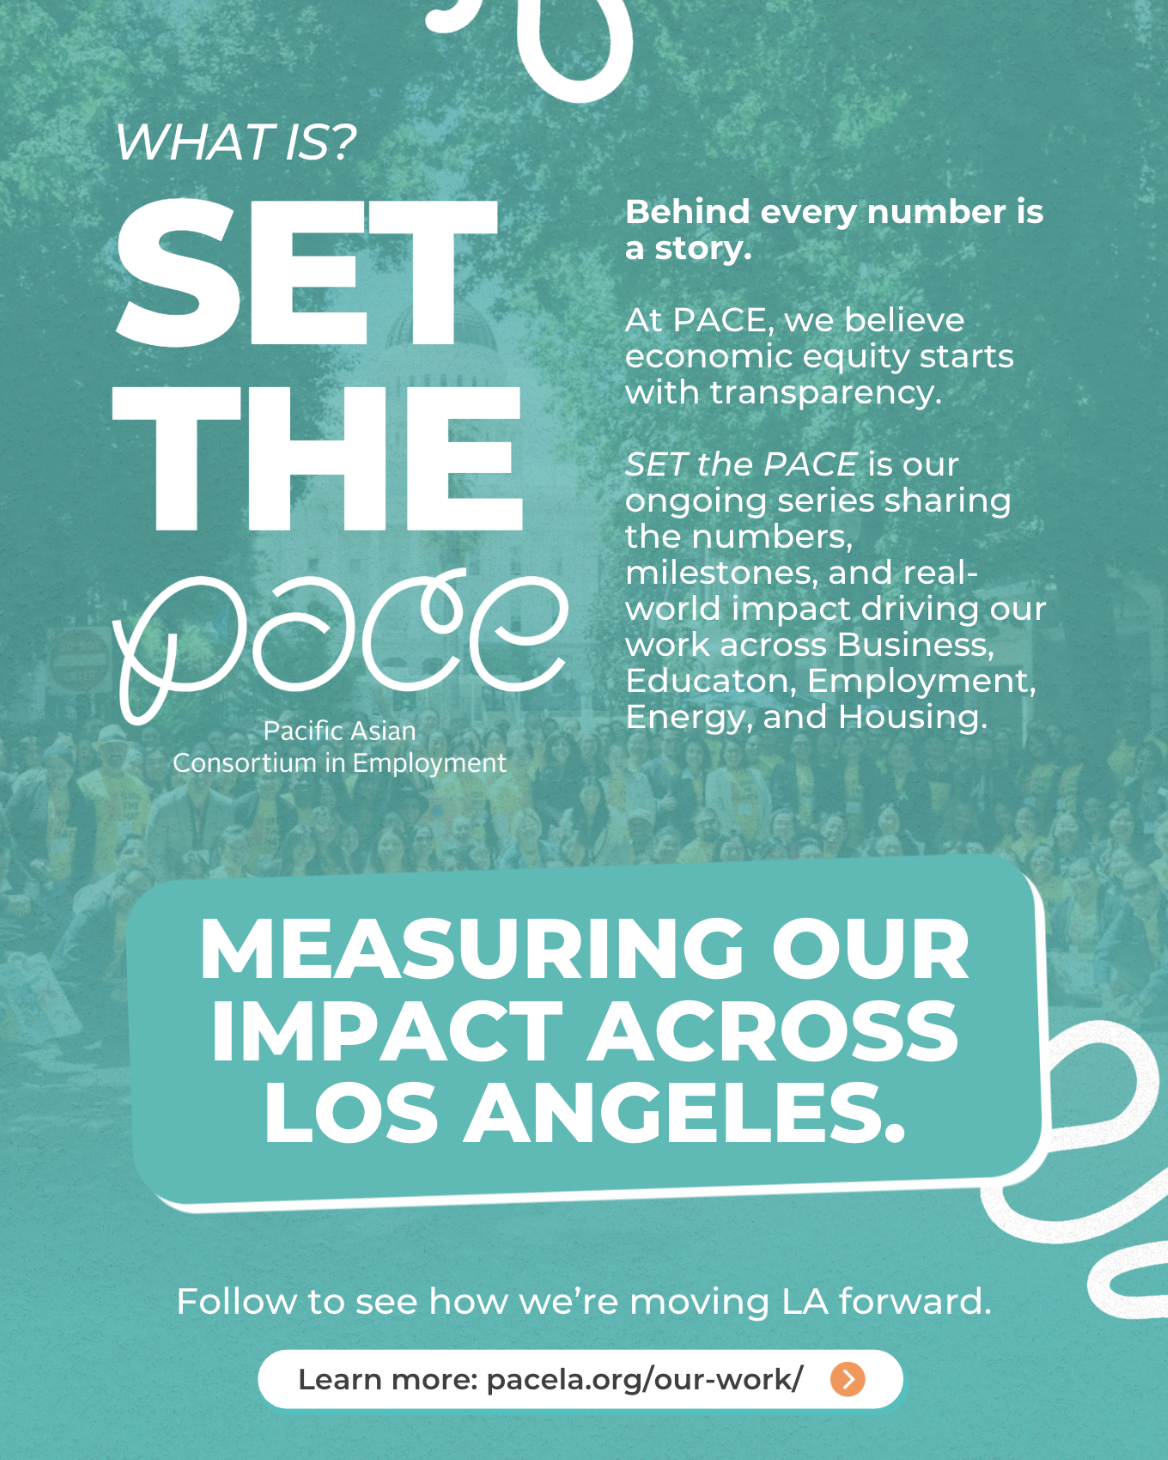 WHAT IS?
SET
THE
pace
Pacific Asian
Consortium in Employment
Behind every number is
a story.
At PACE, we believe
economic equity starts
with transparency.
SET the PACE is our
ongoing series sharing
the numbers,
milestones, and real-
world impact driving our
work across Business,
Educaton, Employment,
Energy, and Housing.
MEASURING OUR
IMPACT ACROSS
LOS ANGELES.
Follow to see how we’re moving LA forward.
Learn more: pacela.org/our-work/